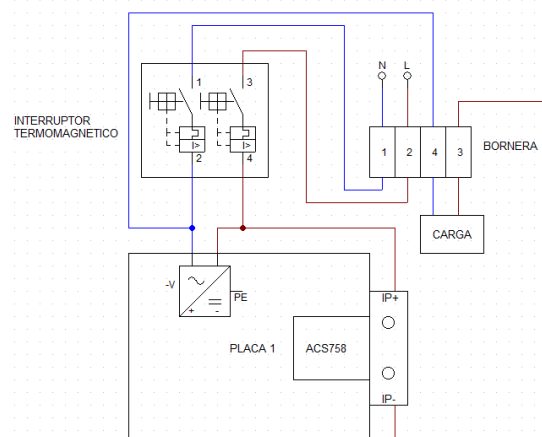 N L
1 3
INTERRUPTOR
TERMOMAGNETICO
I> I>
2 4
1 2 4 3
BORNERA
CARGA
-V
PE
+ -
IP+
PLACA 1
ACS758
IP-